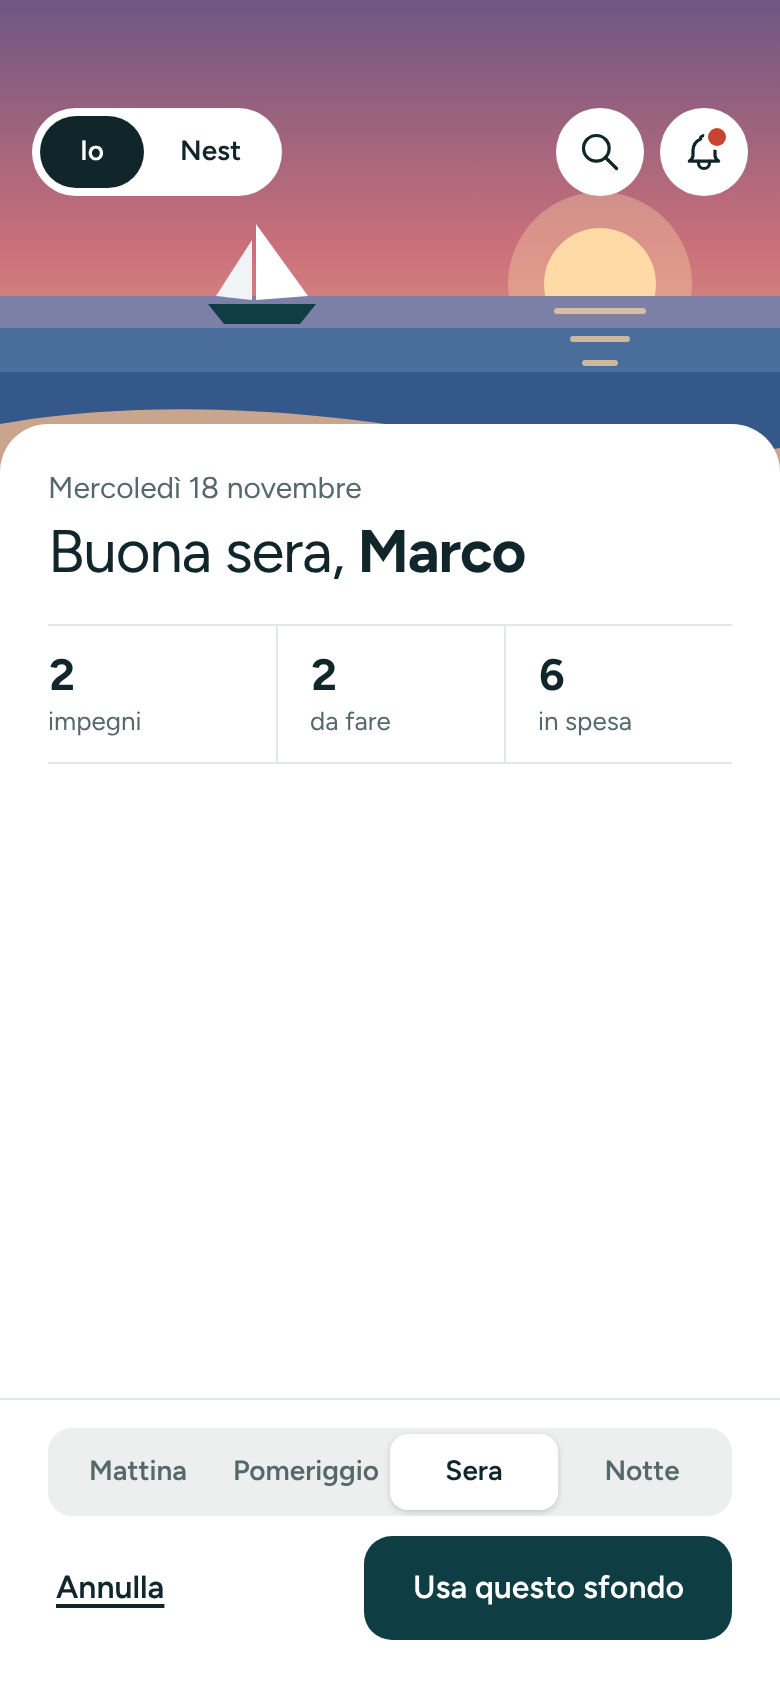 Io Nest
Mercoledì 18 novembre
Buona sera, Marco
2 2 6
impegni da fare in spesa
Mattina Pomeriggio Sera Notte
Annulla Usa questo sfondo